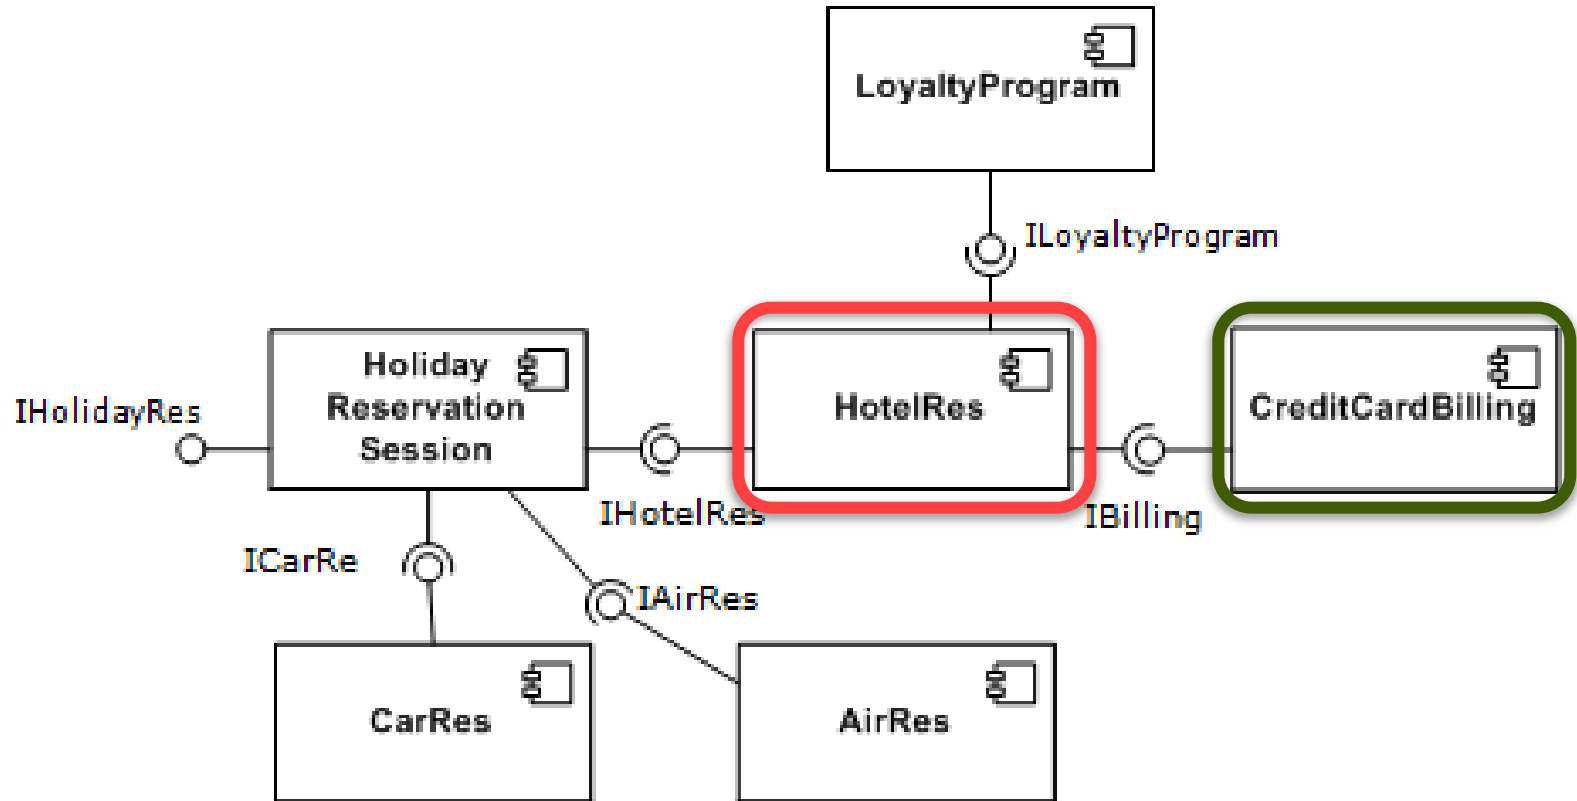 LoyaltyProgram
ILoyaltyProgram
Holiday
Reservation
Session
IHolidayRes
HotelRes
CreditCardBilling
IHotelRes
IBilling
ICarRe
IAirRes
CarRes
AirRes